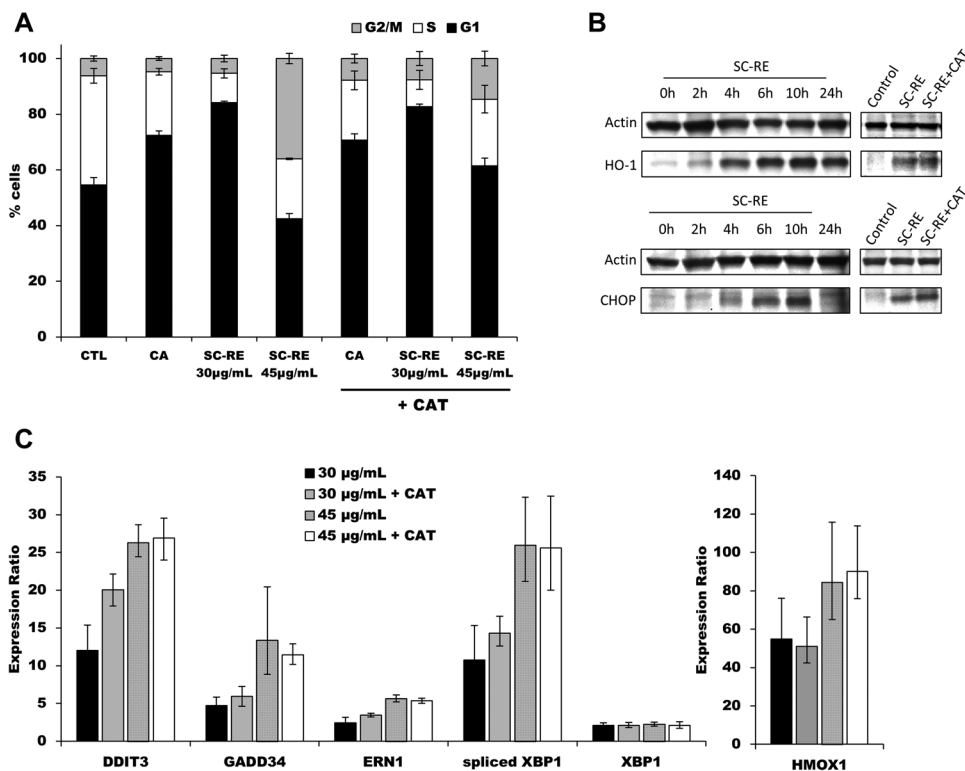 A
G2/M S G1
100
80
60
40
20
0
% cells
CTL
CA
SC-RE
30µg/mL
SC-RE
45µg/mL
CA
SC-RE
30µg/mL
SC-RE
45µg/mL
+ CAT
B
SC-RE
0h 2h 4h 6h 10h 24h
Control
SC-RE
SC-RE+CAT
Actin
HO-1
SC-RE
0h 2h 4h 6h 10h 24h
Control
SC-RE
SC-RE+CAT
Actin
CHOP
C
35
30
25
20
15
10
5
0
Expression Ratio
30 µg/mL
30 µg/mL + CAT
45 µg/mL
45 µg/mL + CAT
DDIT3 GADD34 ERN1 spliced XBP1 XBP1
140
120
100
80
60
40
20
0
Expression Ratio
HMOX1